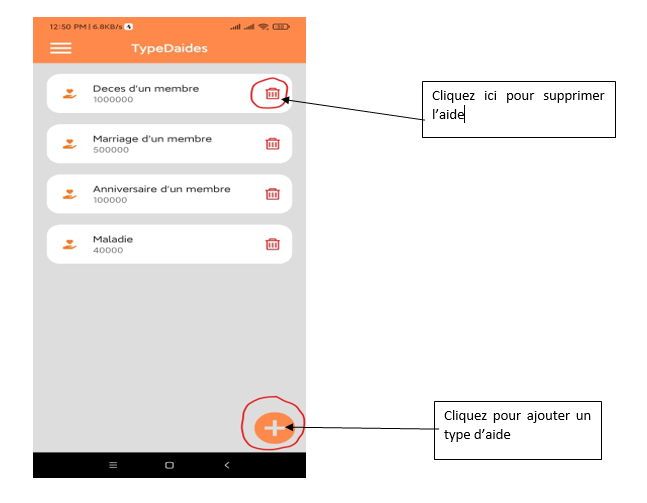 12:50 PM | 6.8KB/s
TypeDaides
Deces d'un membre
1000000
Marriage d'un membre
500000
Anniversaire d'un membre
100000
Maladie
40000
Cliquez ici pour supprimer
l'aide
Cliquez pour ajouter un
type d'aide